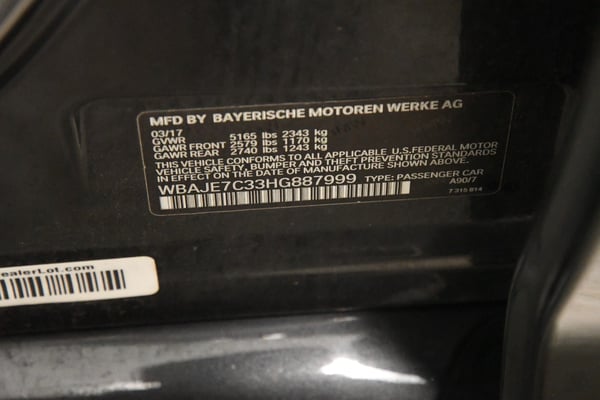 MFD BY BAYERISCHE MOTOREN WERKE AG
03/17 5165 lbs 2343 kg
GVWR
GAWR FRONT 2579 lbs 1170 kg
GAWR REAR 2740 lbs 1243 kg
THIS VEHICLE CONFORMS TO ALL APPLICABLE U.S.FEDERAL MOTOR
VEHICLE SAFETY, BUMPER AND THEFT PREVENTION STANDARDS
IN EFFECT ON THE DATE OF MANUFACTURE SHOWN ABOVE.
WBAJE7C33HG887999 TYPE: PASSENGER CAR
A90/7
7 315 814
ealerLot.com